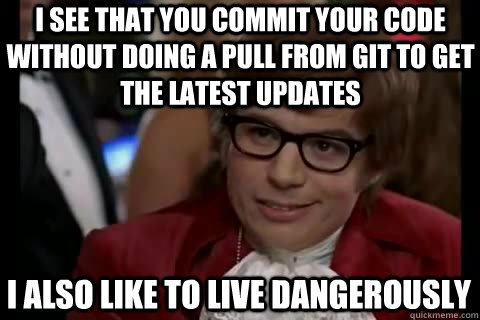 I SEE THAT YOU COMMIT YOUR CODE
WITHOUT DOING A PULL FROM GIT TO GET
THE LATEST UPDATES
I ALSO LIKE TO LIVE DANGEROUSLY
quickmeme.com